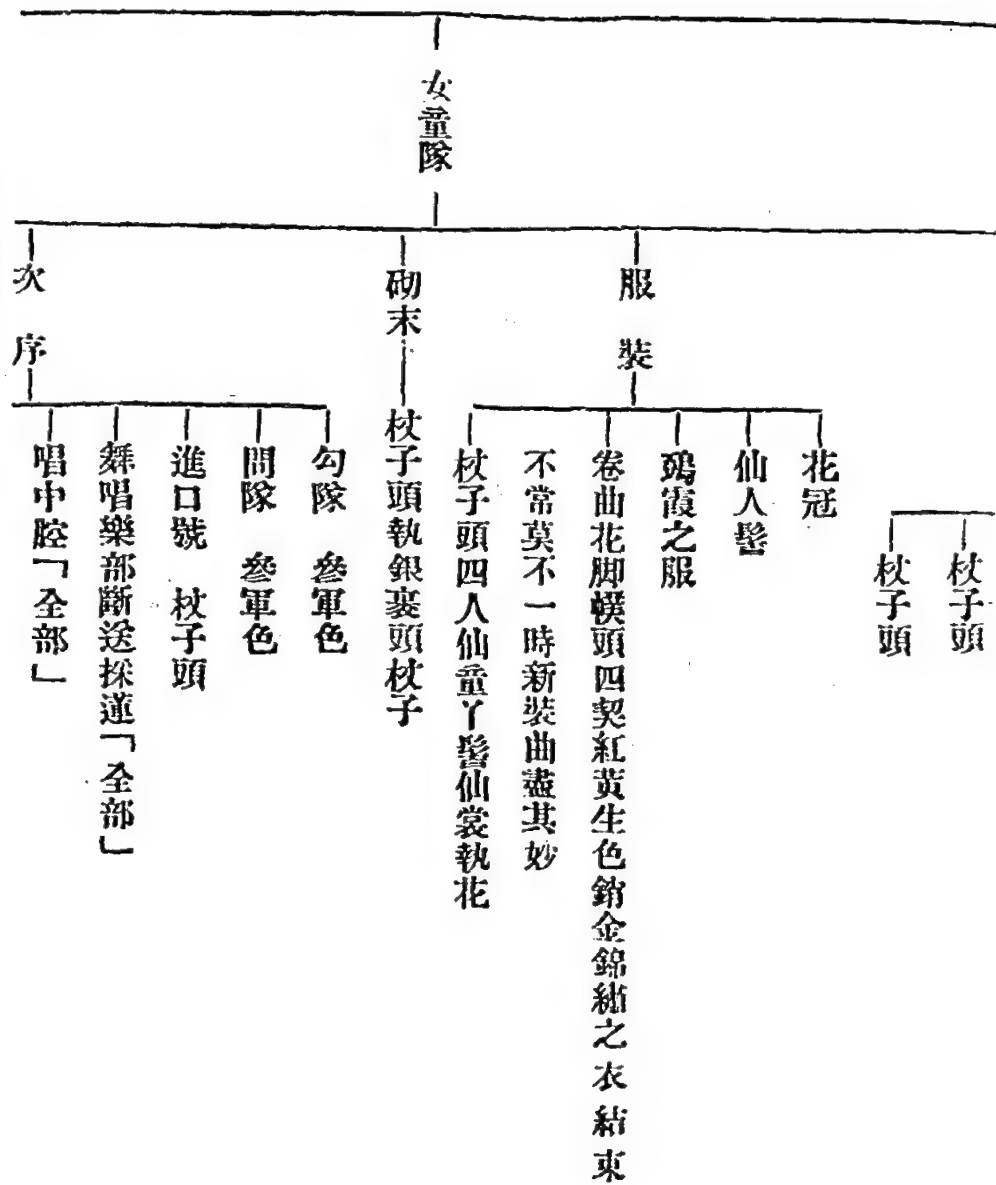 女童隊
杖子頭
杖子頭
服裝
花冠
仙人髻
鵶霞之服
卷曲花脚幞頭四契紅黃生色銷金錦繡之衣結束
不常莫不一時新裝曲盡其妙
杖子頭四人仙童丫髻仙裳執花
砌末
杖子頭執銀裹頭杖子
次序
勾隊 參軍色
問隊 參軍色
進口號 杖子頭
舞唱樂部斷送採蓮「全部」
唱中腔「全部」